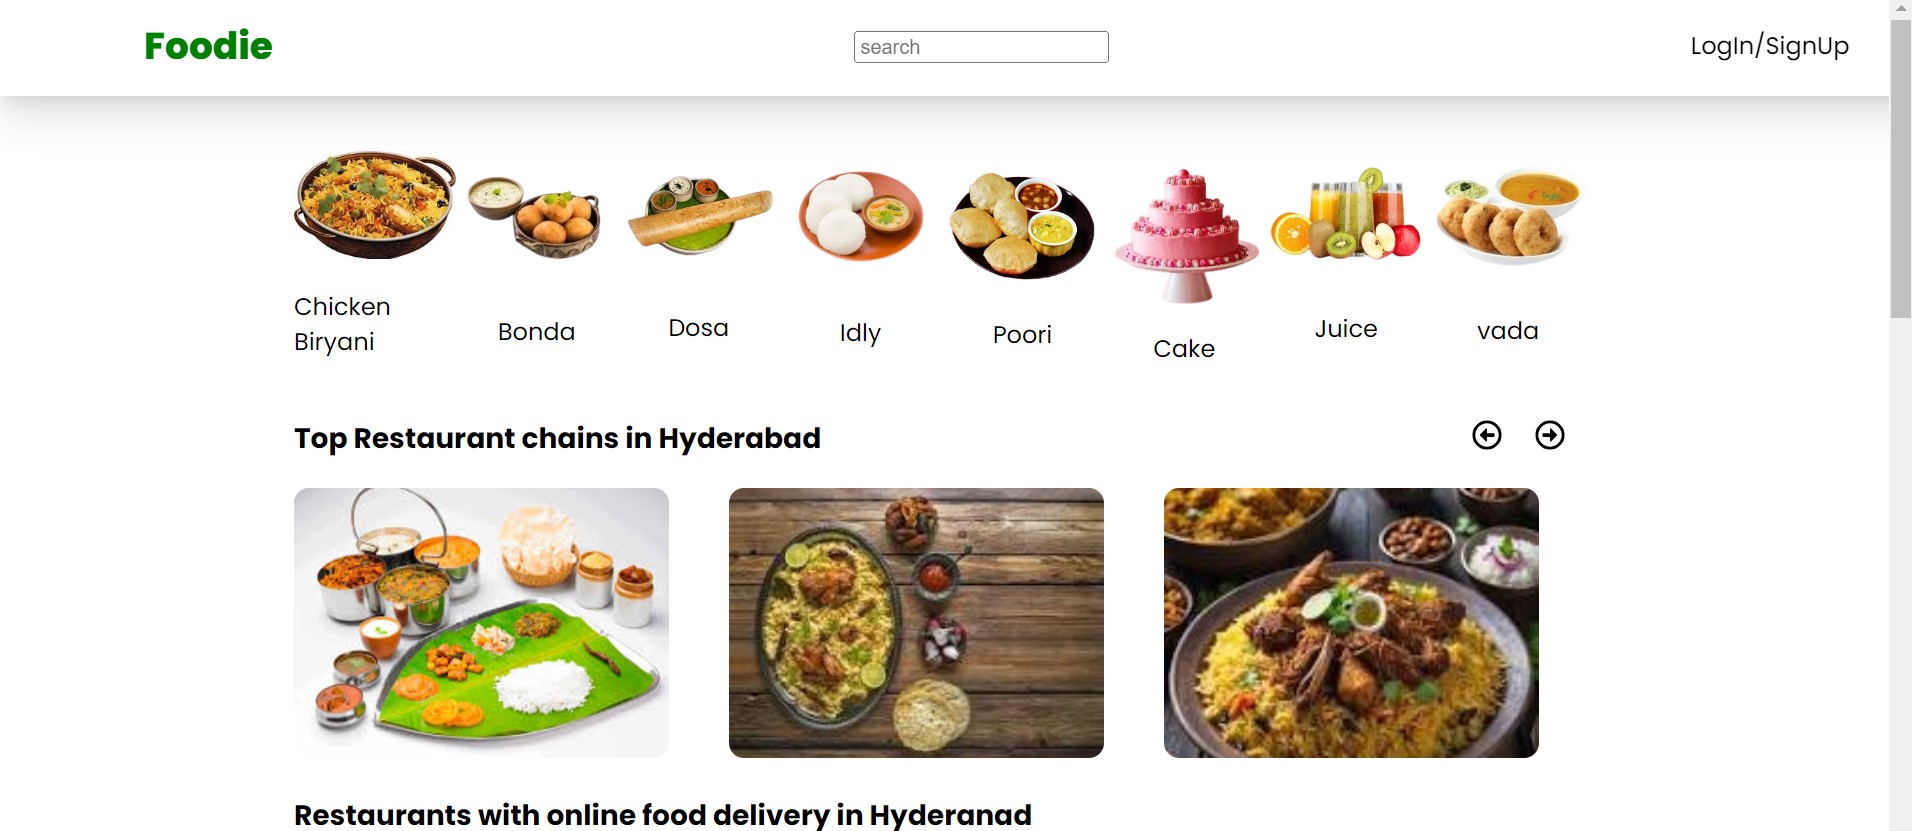 Foodie
search
LogIn/SignUp
Chicken
Biryani
Bonda
Dosa
Idly
Poori
Cake
Juice
vada
Top Restaurant chains in Hyderabad
Restaurants with online food delivery in Hyderanad